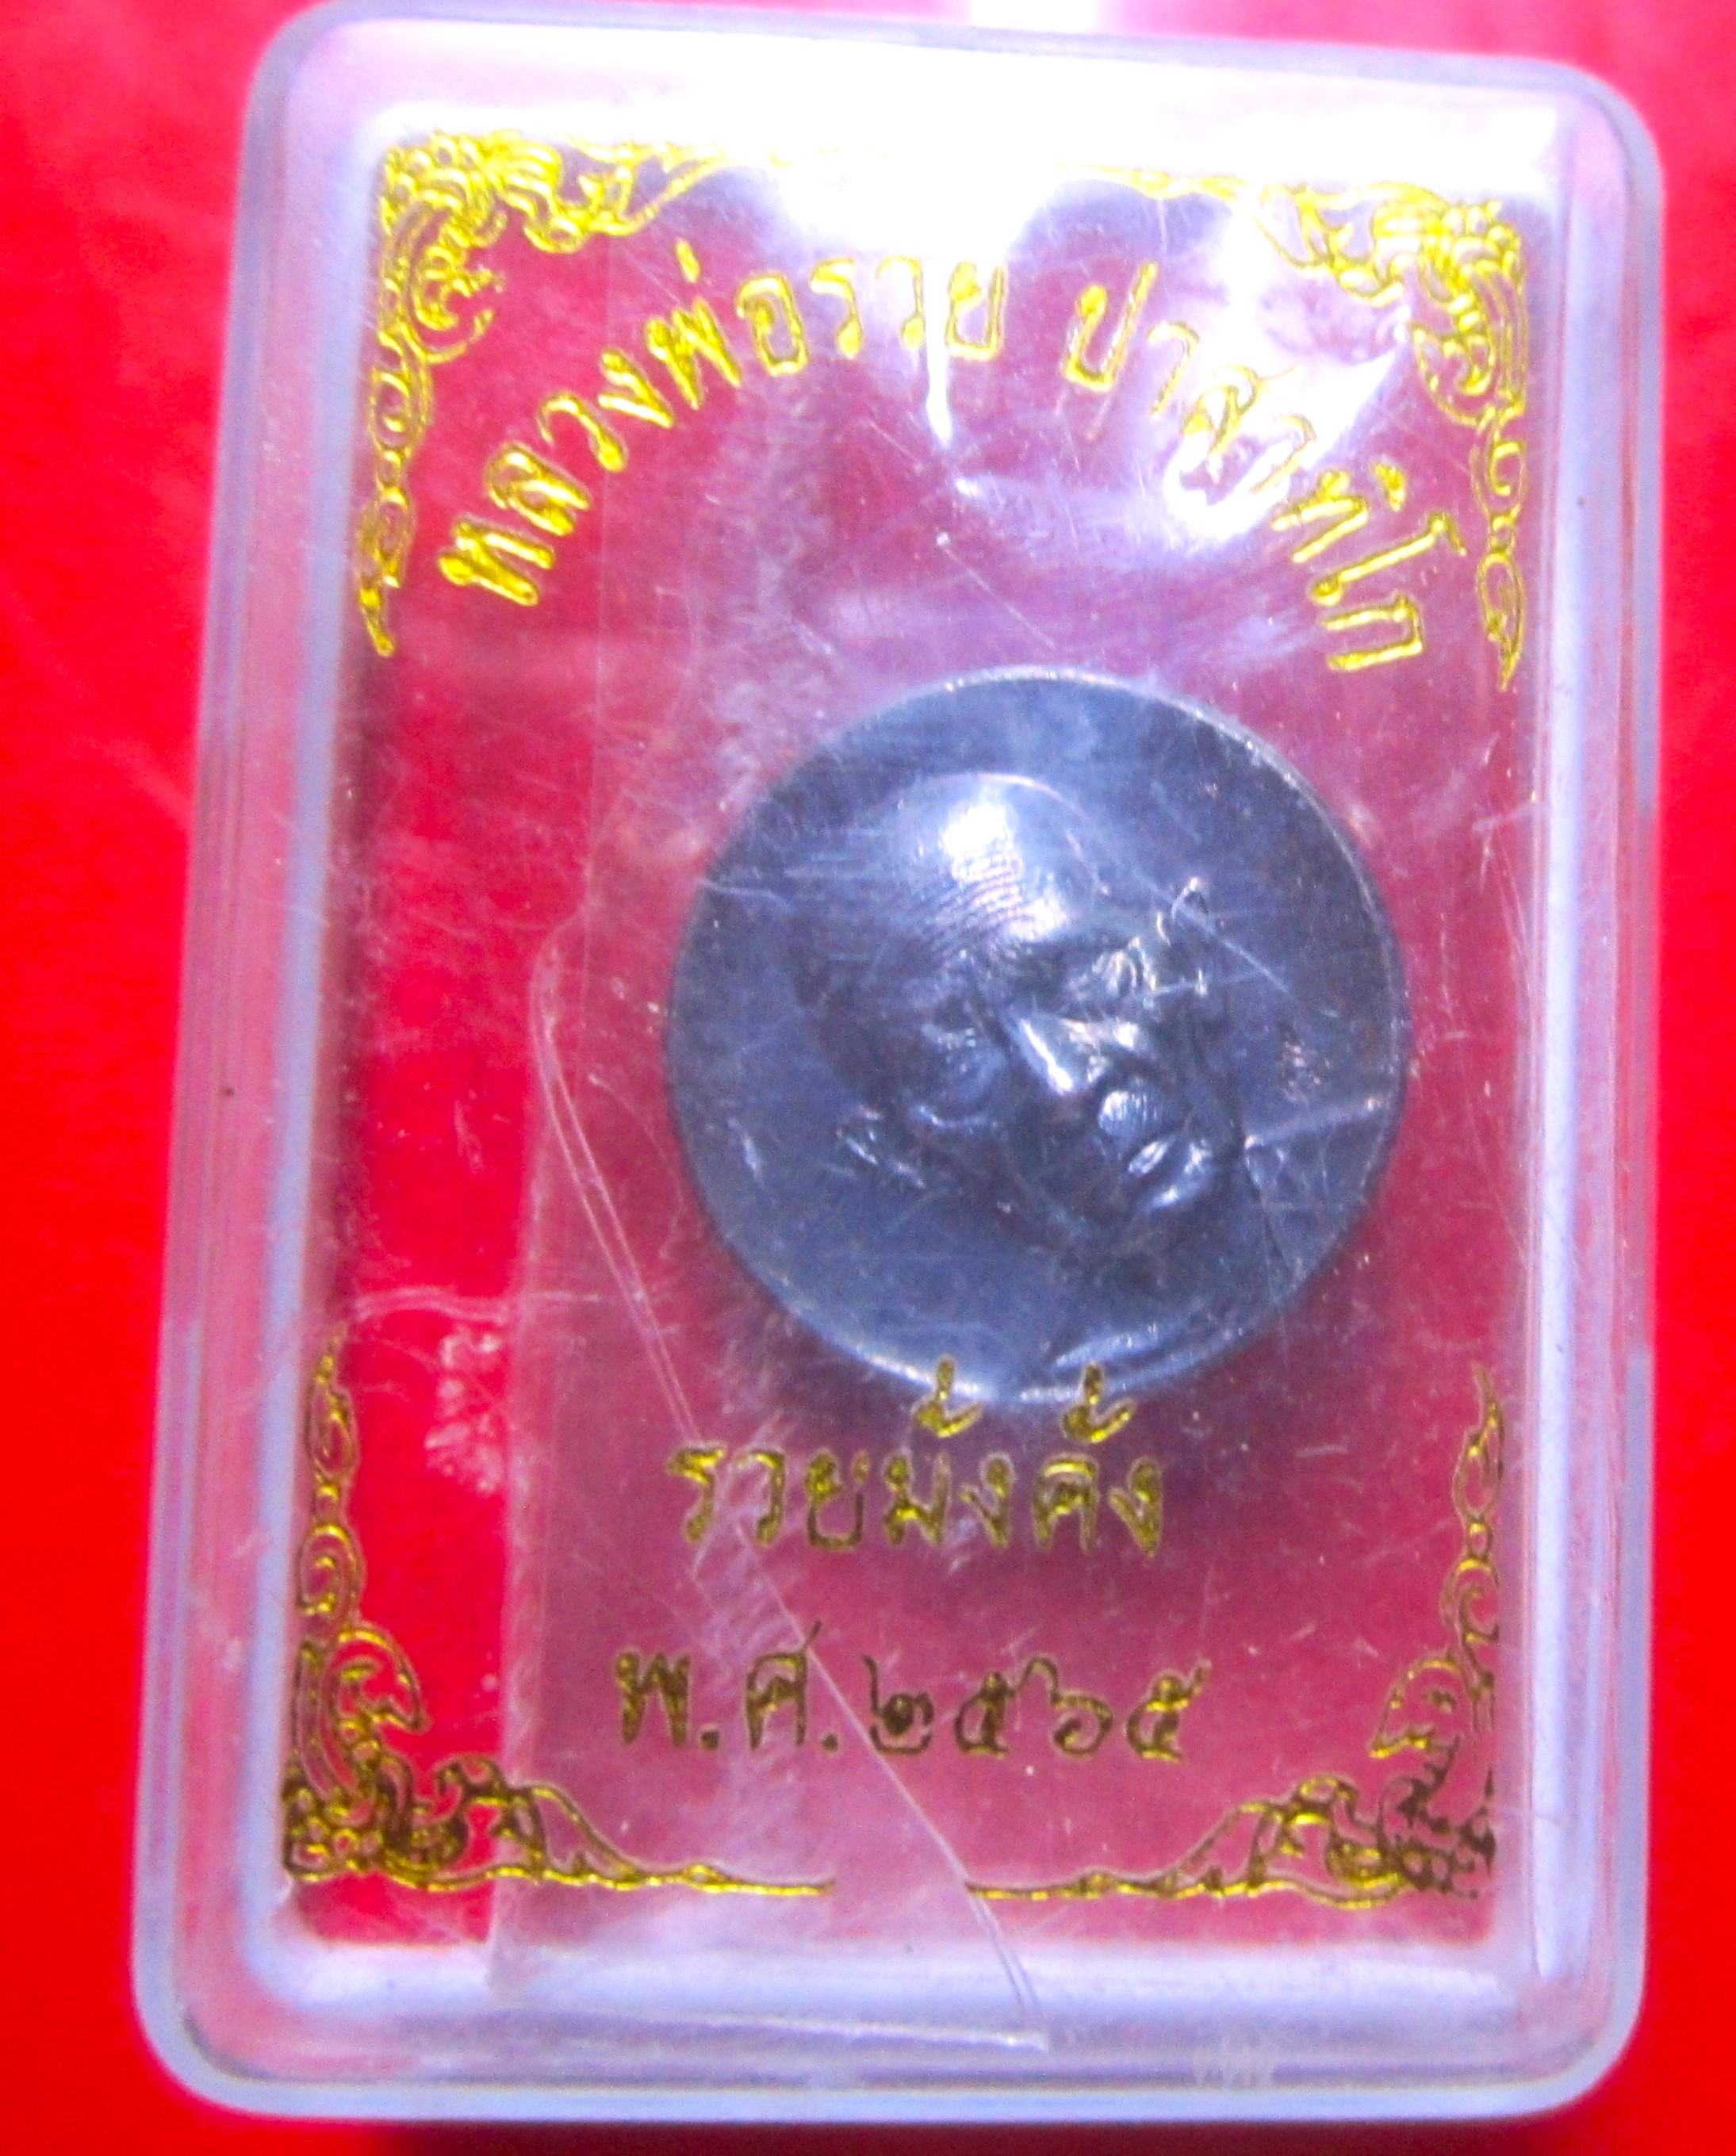 หลวงพ่อรวย ปาสาทิโก
รวยมั้งคั้ง
พ.ศ.๒๕๖๕